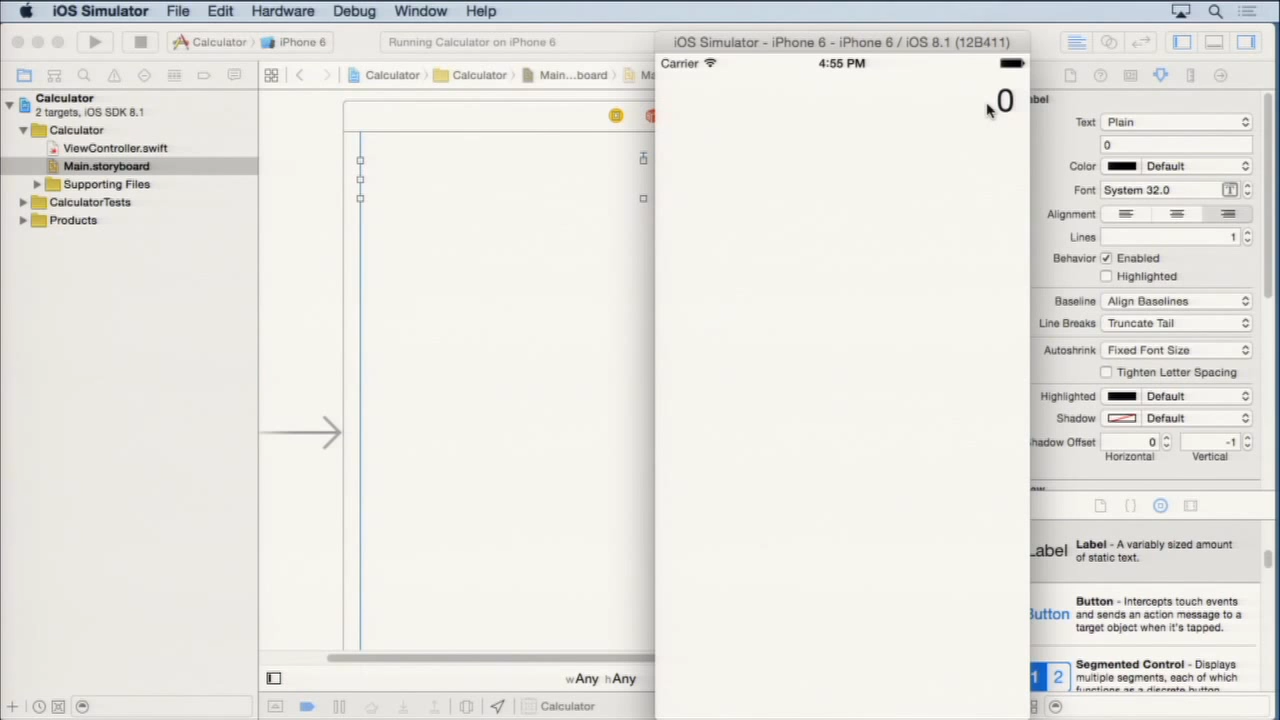 iOS Simulator File Edit Hardware Debug Window Help
Calculator iPhone 6 Running Calculator on iPhone 6
iOS Simulator - iPhone 6 - iPhone 6 / iOS 8.1 (12B411)
Calculator Calculator Main...board Ma
Carrier 4:55 PM
0
Calculator
2 targets, iOS SDK 8.1
Calculator
ViewController.swift
Main.storyboard
Supporting Files
CalculatorTests
Products
wAny hAny
Calculator
bel
Text Plain
0
Color Default
Font System 32.0 T
Alignment
Lines 1
Behavior Enabled
Highlighted
Baseline Align Baselines
Line Breaks Truncate Tail
Autoshrink Fixed Font Size
Tighten Letter Spacing
Highlighted Default
Shadow Default
hadow Offset 0 -1
Horizontal Vertical
Label Label - A variably sized amount
of static text.
Button Button - Intercepts touch events
and sends an action message to a
target object when it's tapped.
1 2 Segmented Control - Displays
multiple segments, each of which
functions as a discrete button